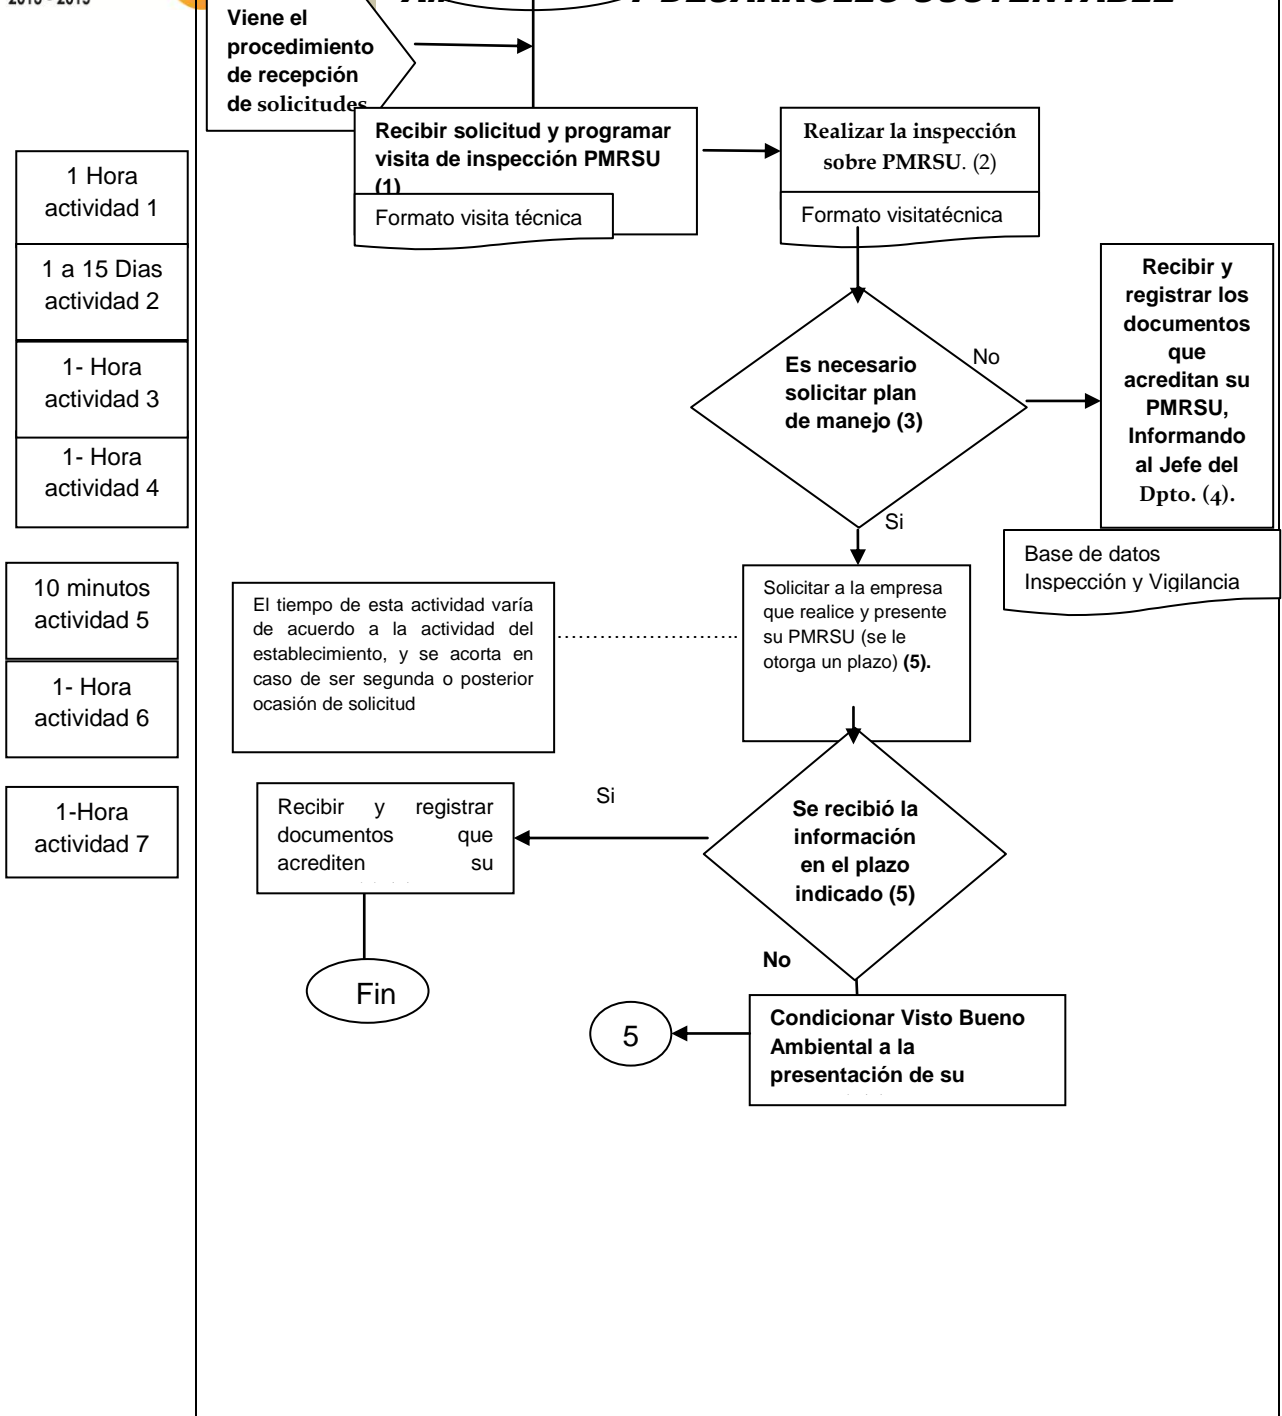 Y DESARROLLO SUSTENTABLE
Viene el
procedimiento
de recepción
de solicitudes
Recibir solicitud y programar
visita de inspección PMRSU
(1)
Formato visita técnica
Realizar la inspección
sobre PMRSU. (2)
Formato visitatécnica
1 Hora
actividad 1
1 a 15 Dias
actividad 2
1- Hora
actividad 3
1- Hora
actividad 4
10 minutos
actividad 5
1- Hora
actividad 6
1-Hora
actividad 7
Es necesario
solicitar plan
de manejo (3)
No
Recibir y
registrar los
documentos
que
acreditan su
PMRSU,
Informando
al Jefe del
Dpto. (4).
Base de datos
Inspección y Vigilancia
Si
Solicitar a la empresa
que realice y presente
su PMRSU (se le
otorga un plazo) (5).
El tiempo de esta actividad varía
de acuerdo a la actividad del
establecimiento, y se acorta en
caso de ser segunda o posterior
ocasión de solicitud
Se recibió la
información
en el plazo
indicado (5)
Si
Recibir y registrar
documentos que
acrediten su
Fin
No
Condicionar Visto Bueno
Ambiental a la
presentación de su
5